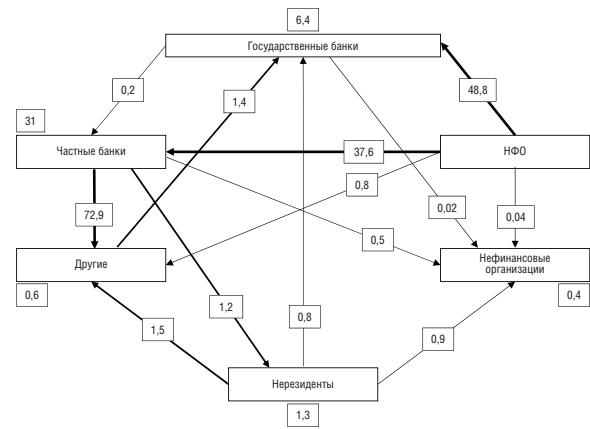 6,4
Государственные банки
0,2
1,4
48,8
31
Частные банки
37,6
НФО
0,8
72,9
0,02
0,04
0,5
Другие
Нефинансовые
организации
0,6
0,4
1,2
0,8
1,5
0,9
Нерезиденты
1,3